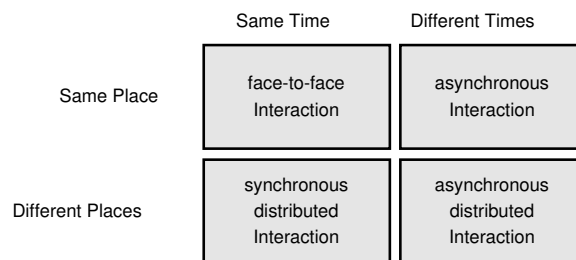 Same Time
Different Times
Same Place
face-to-face
Interaction
asynchronous
Interaction
Different Places
synchronous
distributed
Interaction
asynchronous
distributed
Interaction